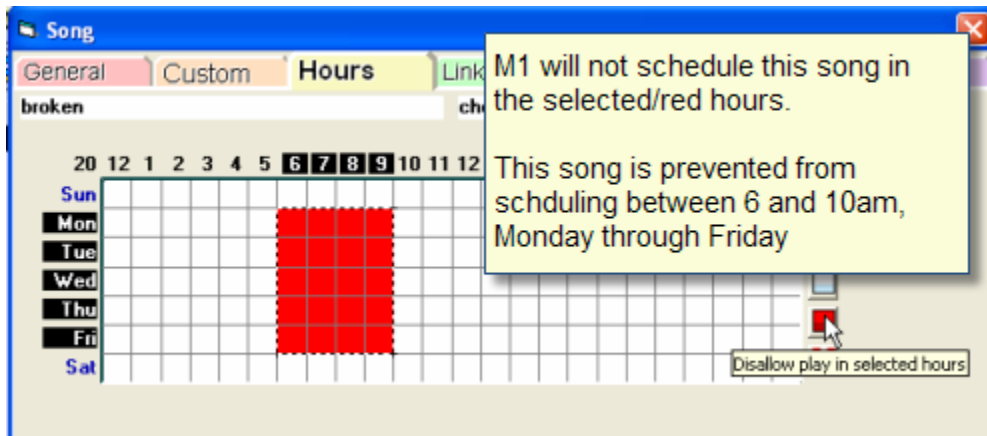 Song
General Custom Hours Link
broken
20 12 1 2 3 4 5 6 7 8 9 10 11 12
Sun
Mon
Tue
Wed
Thu
Fri
Sat
M1 will not schedule this song in
the selected/red hours.
This song is prevented from
schduling between 6 and 10am,
Monday through Friday
Disallow play in selected hours